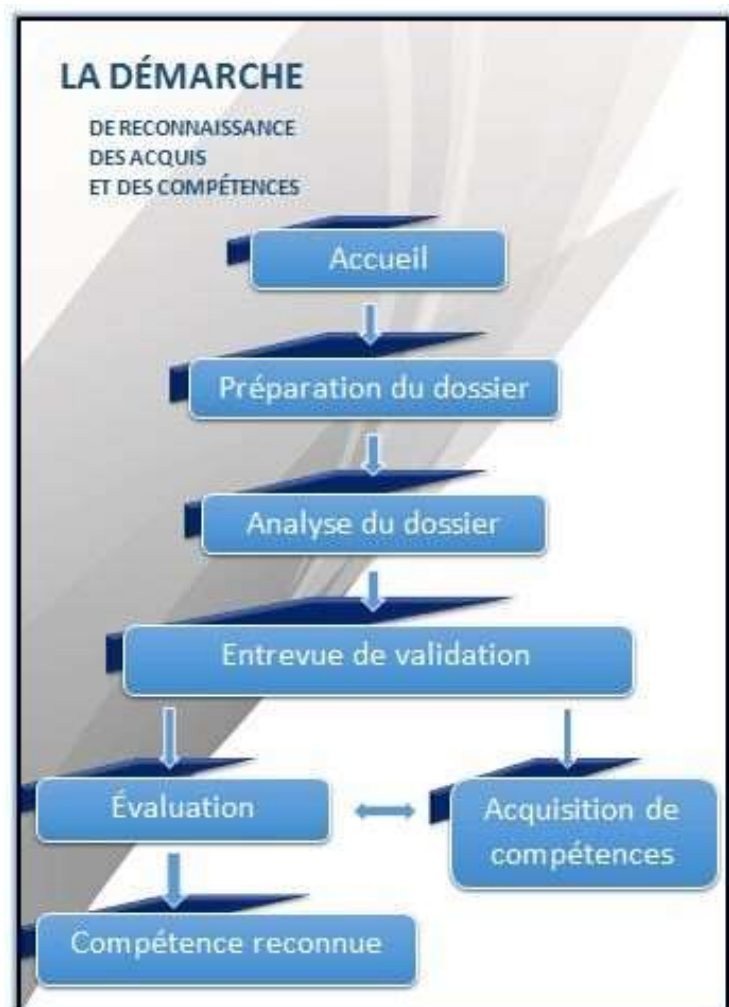 LA DÉMARCHE
DE RECONNAISSANCE
DES ACQUIS
ET DES COMPÉTENCES
Accueil
Préparation du dossier
Analyse du dossier
Entrevue de validation
Évaluation
Acquisition de
compétences
Compétence reconnue